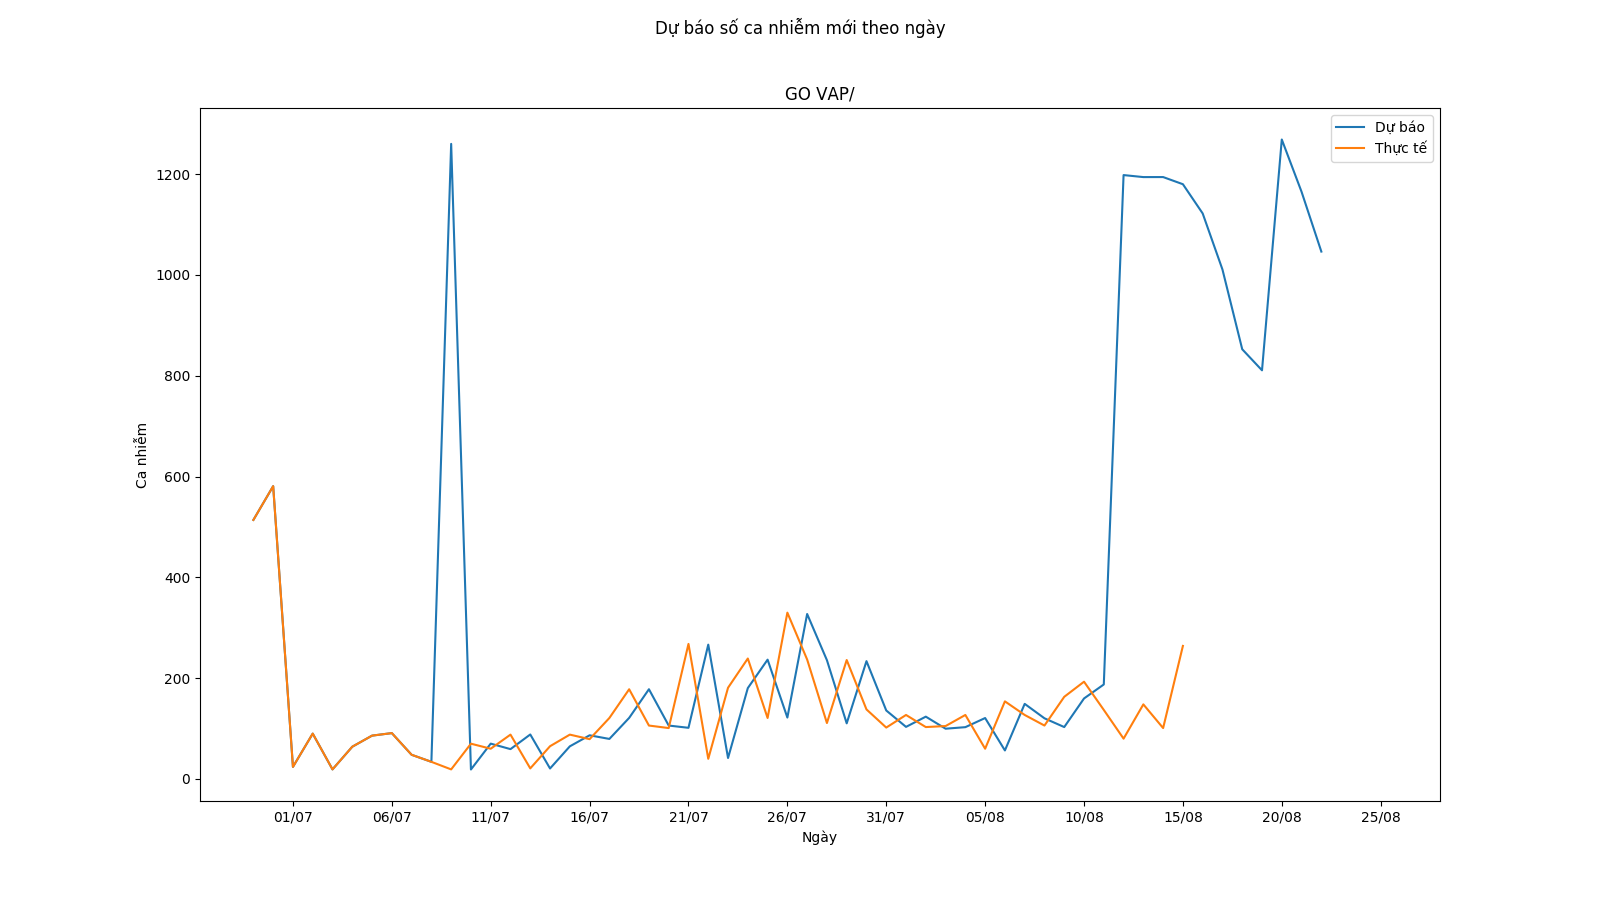 Dự báo số ca nhiễm mới theo ngày
GO VAP/
Dự báo
Thực tế
1200
1000
800
600
400
200
0
Ca nhiễm
01/07 06/07 11/07 16/07 21/07 26/07 31/07 05/08 10/08 15/08 20/08 25/08
Ngày